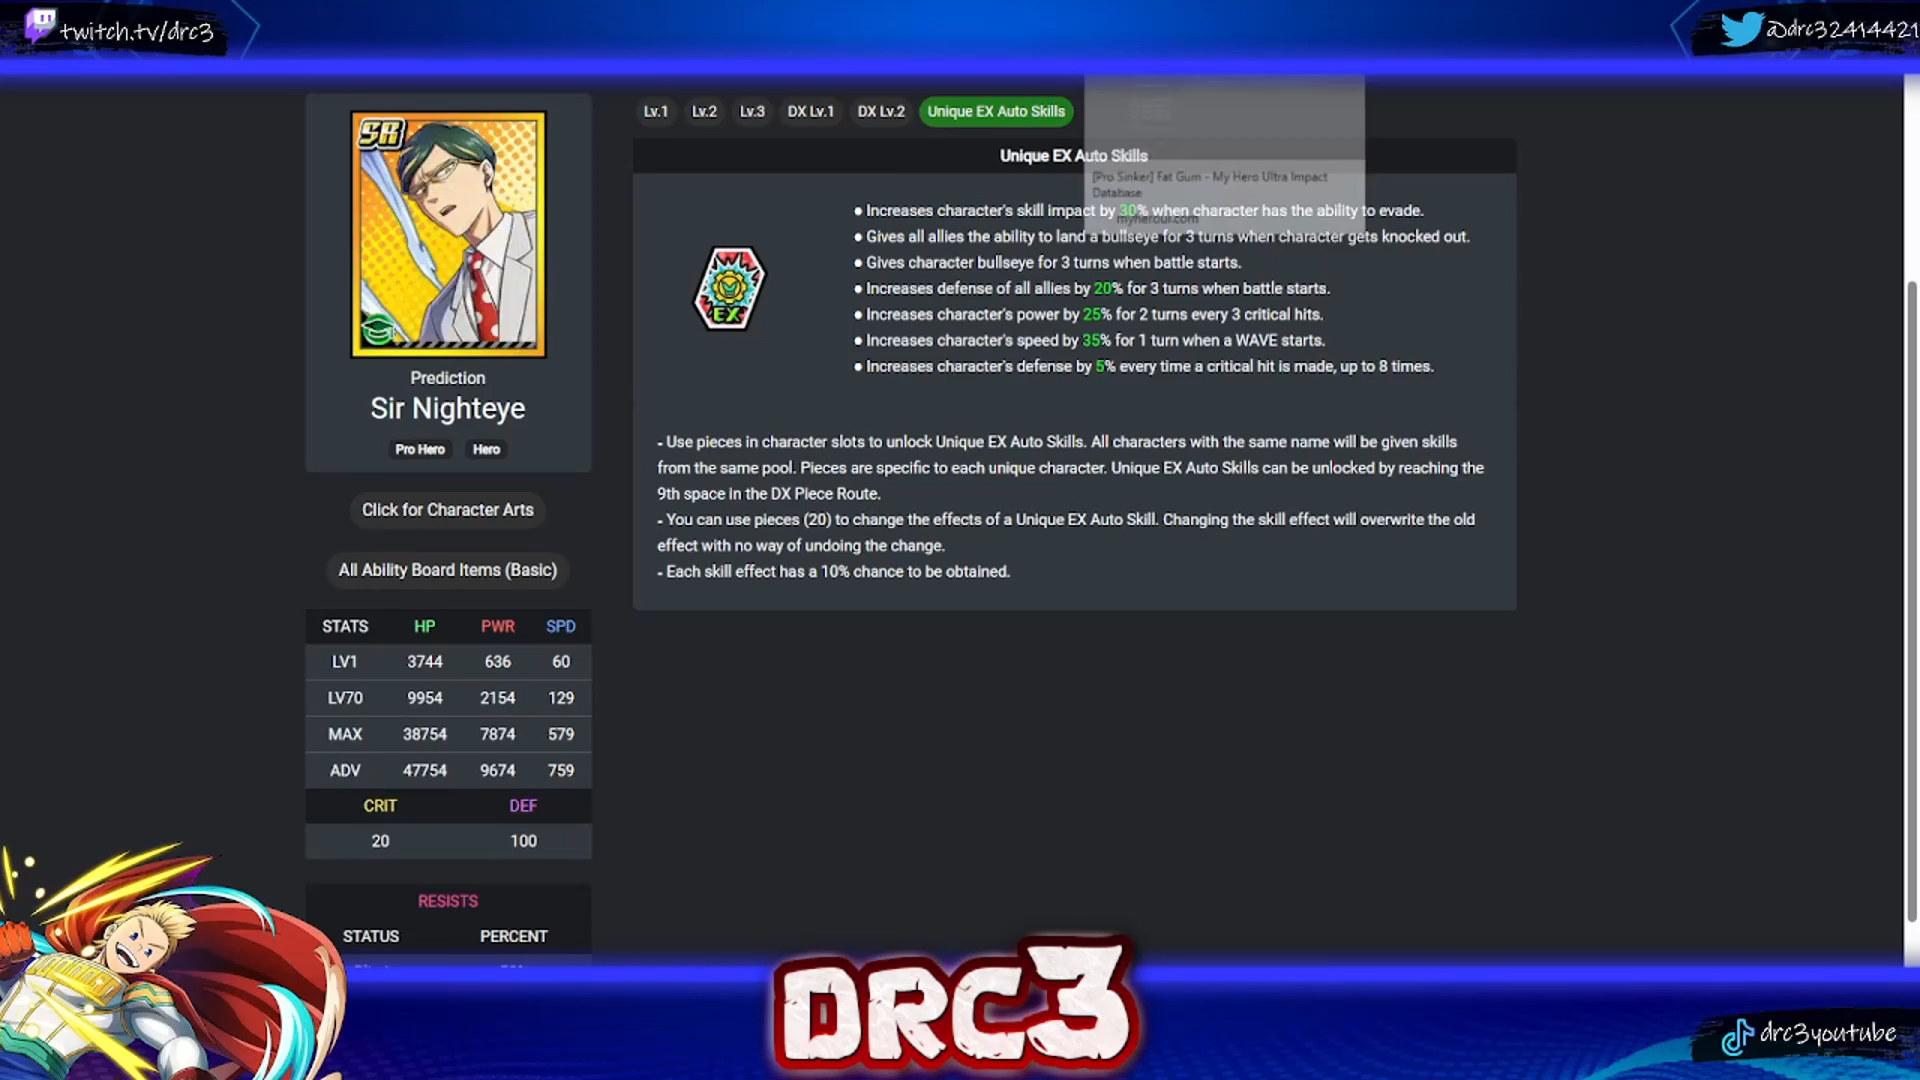 twitch.tv/drc3
@drc32414421
Lv.1 Lv.2 Lv.3 DX Lv.1 DX Lv.2 Unique EX Auto Skills
Unique EX Auto Skills
[Pro Sinker] Fat Gum - My Hero Ultra Impact
Database
myheroui.com
EX
● Increases character's skill impact by 30% when character has the ability to evade.
● Gives all allies the ability to land a bullseye for 3 turns when character gets knocked out.
● Gives character bullseye for 3 turns when battle starts.
● Increases defense of all allies by 20% for 3 turns when battle starts.
● Increases character's power by 25% for 2 turns every 3 critical hits.
● Increases character's speed by 35% for 1 turn when a WAVE starts.
● Increases character's defense by 5% every time a critical hit is made, up to 8 times.
- Use pieces in character slots to unlock Unique EX Auto Skills. All characters with the same name will be given skills
from the same pool. Pieces are specific to each unique character. Unique EX Auto Skills can be unlocked by reaching the
9th space in the DX Piece Route.
- You can use pieces (20) to change the effects of a Unique EX Auto Skill. Changing the skill effect will overwrite the old
effect with no way of undoing the change.
- Each skill effect has a 10% chance to be obtained.
SR
Prediction
Sir Nighteye
Pro Hero Hero
Click for Character Arts
All Ability Board Items (Basic)
STATS HP PWR SPD
LV1 3744 636 60
LV70 9954 2154 129
MAX 38754 7874 579
ADV 47754 9674 759
CRIT DEF
20 100
RESISTS
STATUS PERCENT
DRC3
drc3youtube